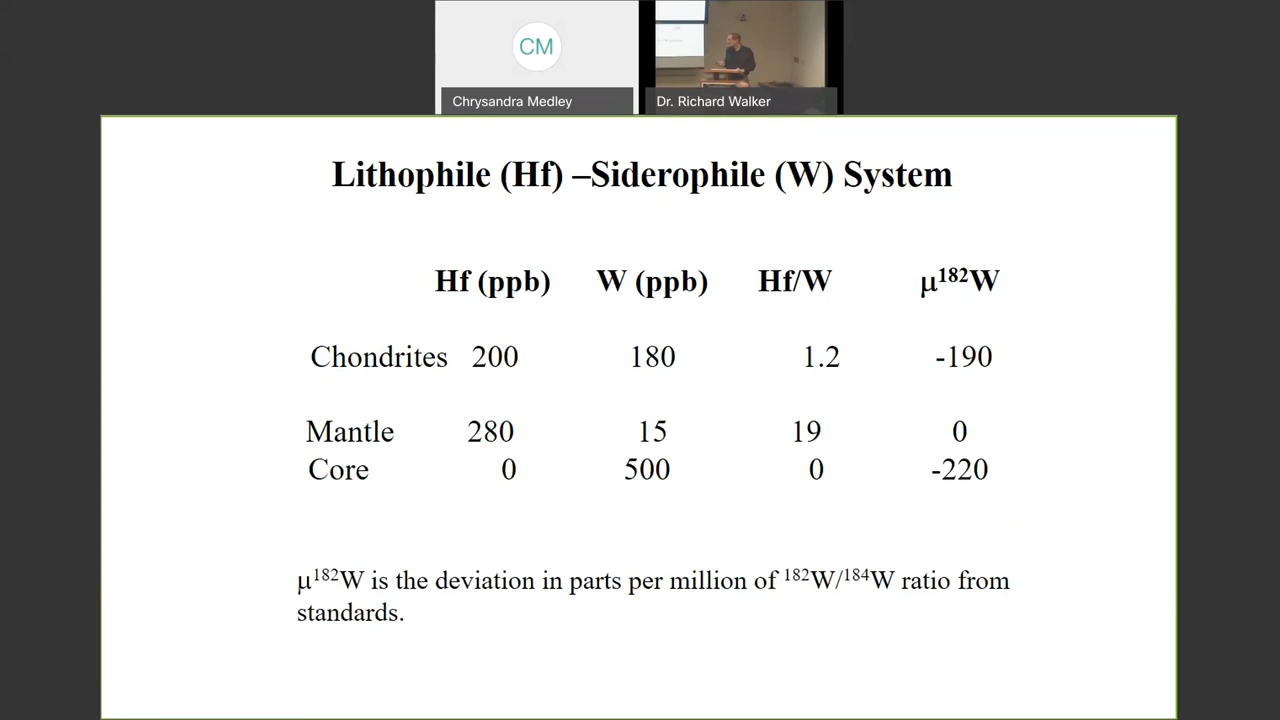 CM
Chrysandra Medley
Dr. Richard Walker
Lithophile (Hf) –Siderophile (W) System
Hf (ppb) W (ppb) Hf/W μ¹⁸²W
Chondrites 200 180 1.2 -190
Mantle 280 15 19 0
Core 0 500 0 -220
μ¹⁸²W is the deviation in parts per million of ¹⁸²W/¹⁸⁴W ratio from
standards.